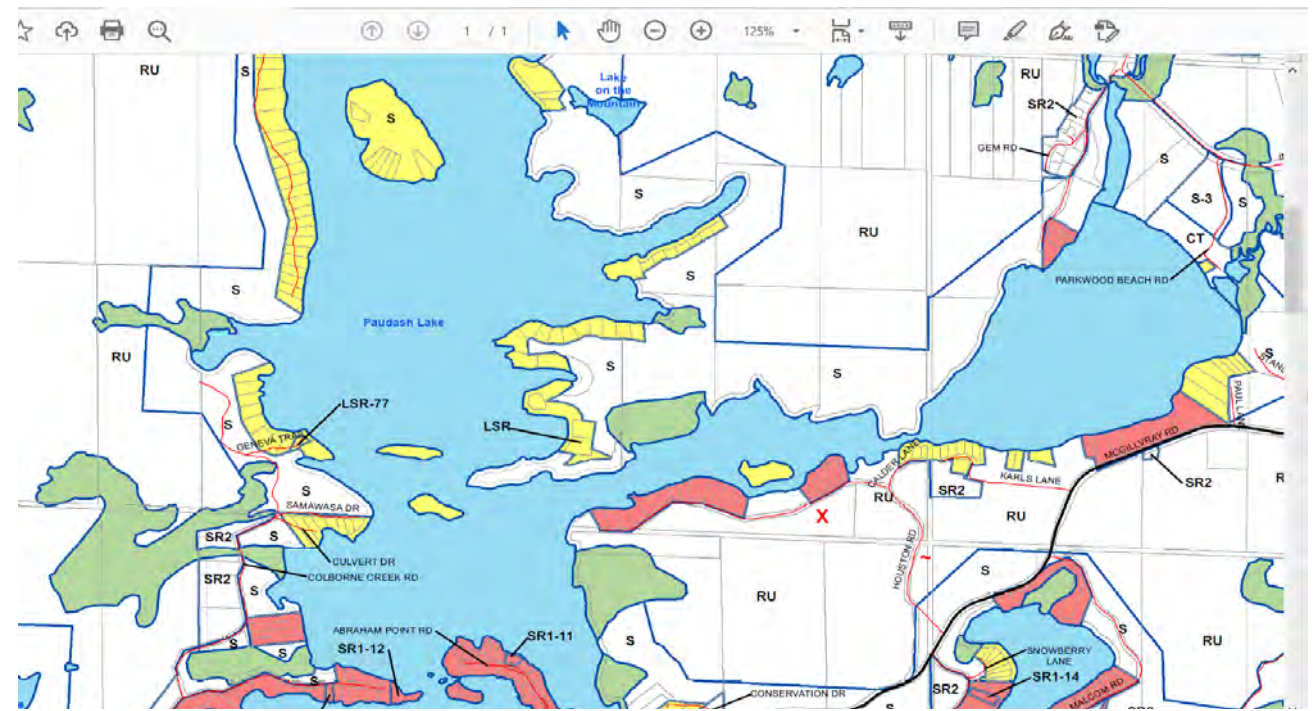 1 / 1
125%
RU
S
Lake
on the
Mountain
RU
SR2
S
GEM RD
S
S
S-3
S
RU
CT
S
S
PARKWOOD BEACH RD
Paudash Lake
RU
S
S
S
LSR-77
PAUL LANE
S
LSR
GENEVA TRAIL
MCGILLVRAY RD
CALDER LANE
KARLS LANE
S
SR2
SR2
RU
R
SAMAWASA DR
X
RU
SR2
S
HOUSTON RD
CULVERT DR
S
COLBORNE CREEK RD
SR2
S
RU
ABRAHAM POINT RD
SR1-11
S
S
RU
SR1-12
S
SNOWBERRY
LANE
S
SR1-14
SR2
CONSERVATION DR
MALCOM RD